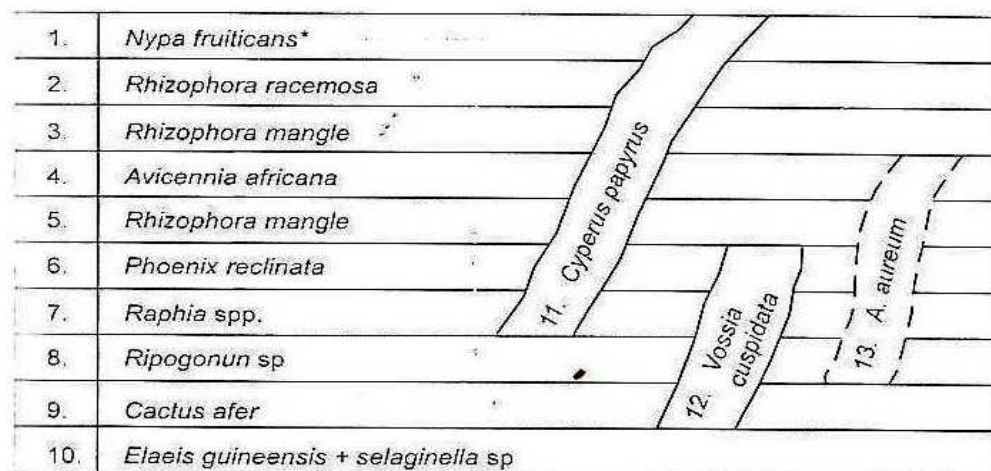 1. Nypa fruiticans*
2. Rhizophora racemosa
3. Rhizophora mangle
4. Avicennia africana
5. Rhizophora mangle
6. Phoenix reclinata
7. Raphia spp.
8. Ripogonun sp
9. Cactus afer
10. Elaeis guineensis + selaginella sp
11. Cyperus papyrus
12. Vossia
cuspidata
13. A. aureum